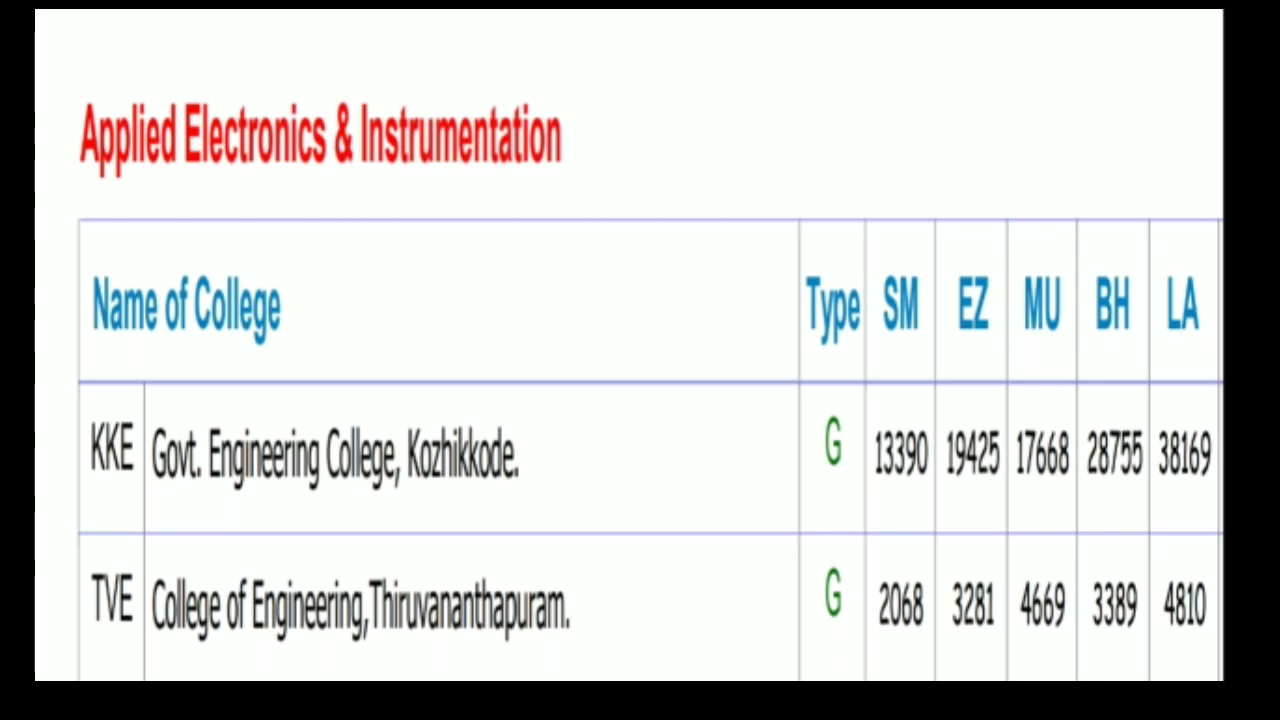 Applied Electronics & Instrumentation
Name of College Type SM EZ MU BH LA
KKE Govt. Engineering College, Kozhikkode. G 13390 19425 17668 28755 38169
TVE College of Engineering,Thiruvananthapuram. G 2068 3281 4669 3389 4810